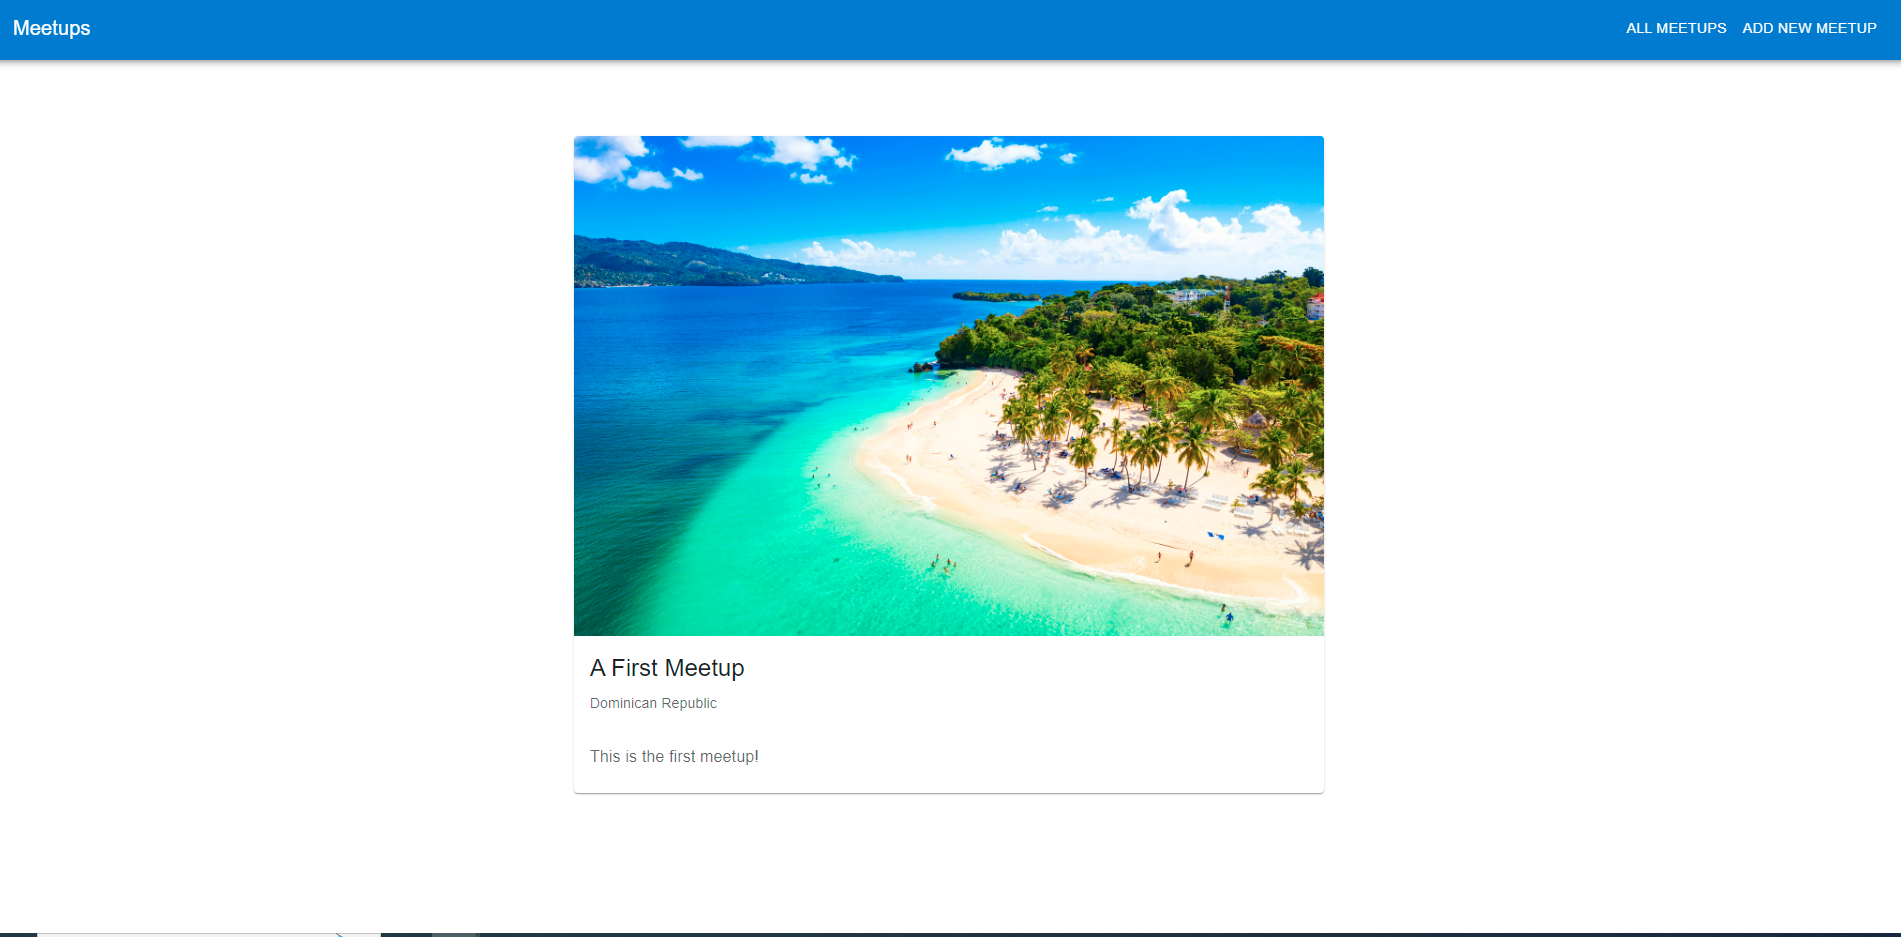 Meetups
ALL MEETUPS ADD NEW MEETUP
A First Meetup
Dominican Republic
This is the first meetup!